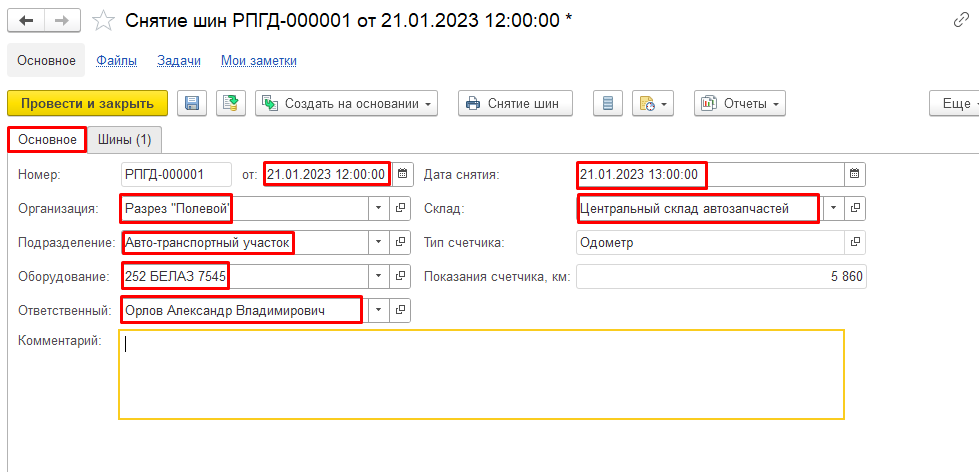 Снятие шин РПГД-000001 от 21.01.2023 12:00:00 *
Основное Файлы Задачи Мои заметки
Провести и закрыть Создать на основании Снятие шин Отчеты Еще
Основное Шины (1)
Номер: РПГД-000001 от: 21.01.2023 12:00:00 Дата снятия: 21.01.2023 13:00:00
Организация: Разрез "Полевой" Склад: Центральный склад автозапчастей
Подразделение: Авто-транспортный участок Тип счетчика: Одометр
Оборудование: 252 БЕЛАЗ 7545 Показания счетчика, км: 5 860
Ответственный: Орлов Александр Владимирович
Комментарий: